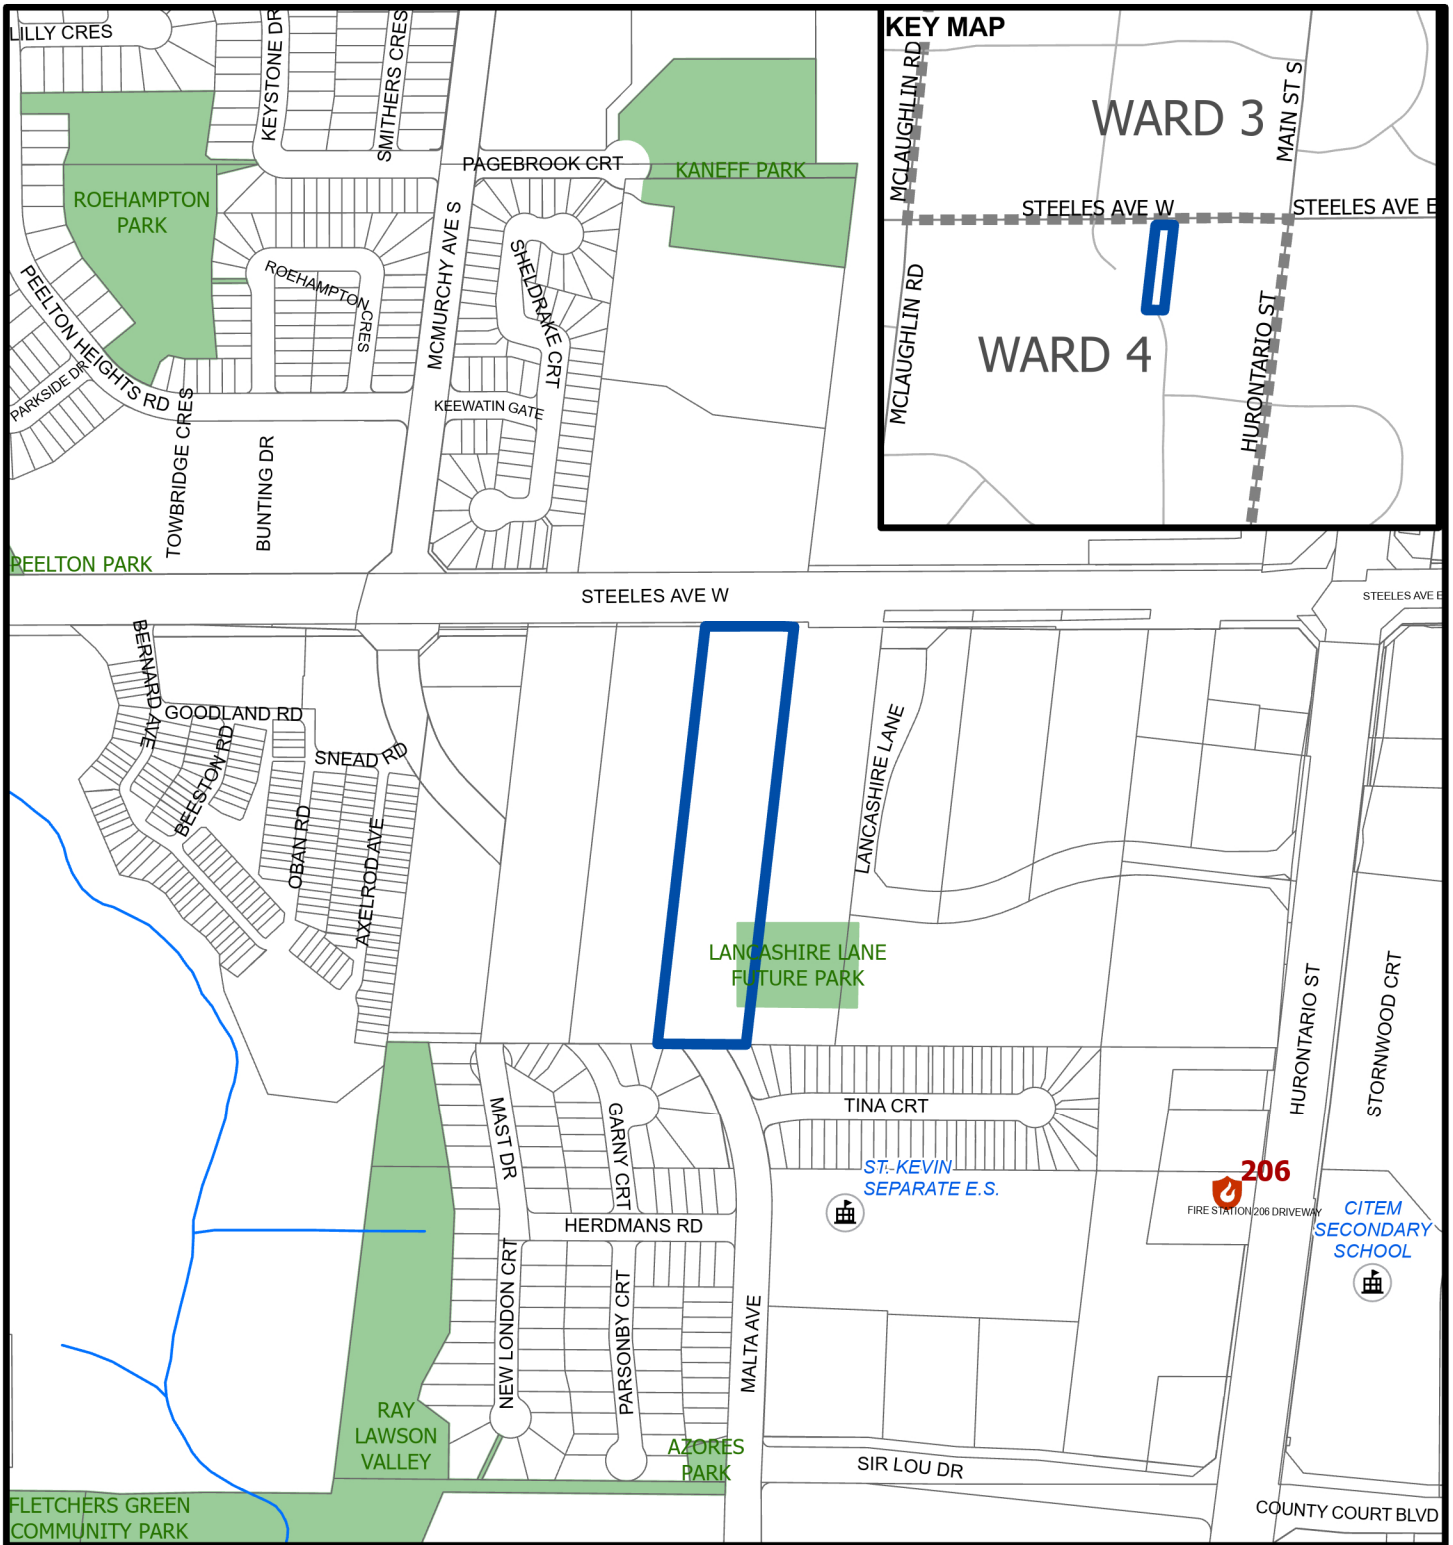 LILLY CRES
KEYSTONE DR
SMITHERS CRES
PAGEBROOK CRT
KANEFF PARK
ROEHAMPTON
PARK
SHELDRAKE CRT
ROEHAMPTON
CRES
MCMURCHY AVE S
PEELTON HEIGHTS RD
PARKSIDE DR
KEEWATIN GATE
TOWBRIDGE CRES
BUNTING DR
PEELTON PARK
KEY MAP
MCLAUGHLIN RD
WARD 3
MAIN ST S
STEELES AVE W
STEELES AVE E
MCLAUGHLIN RD
WARD 4
HURONTARIO ST
STEELES AVE W
STEELES AVE E
BERNARD AVE
GOODLAND RD
BEESTON RD
SNEAD RD
OBAN RD
AXELROD AVE
LANCASHIRE LANE
LANCASHIRE LANE
FUTURE PARK
HURONTARIO ST
STORNWOOD CRT
MAST DR
GARNY CRT
TINA CRT
ST. KEVIN
SEPARATE E.S.
206
FIRE STATION 206 DRIVEWAY
CITEM
SECONDARY
SCHOOL
HERDMANS RD
NEW LONDON CRT
PARSONBY CRT
MALTA AVE
RAY
LAWSON
VALLEY
AZORES
PARK
SIR LOU DR
FLETCHERS GREEN
COMMUNITY PARK
COUNTY COURT BLVD